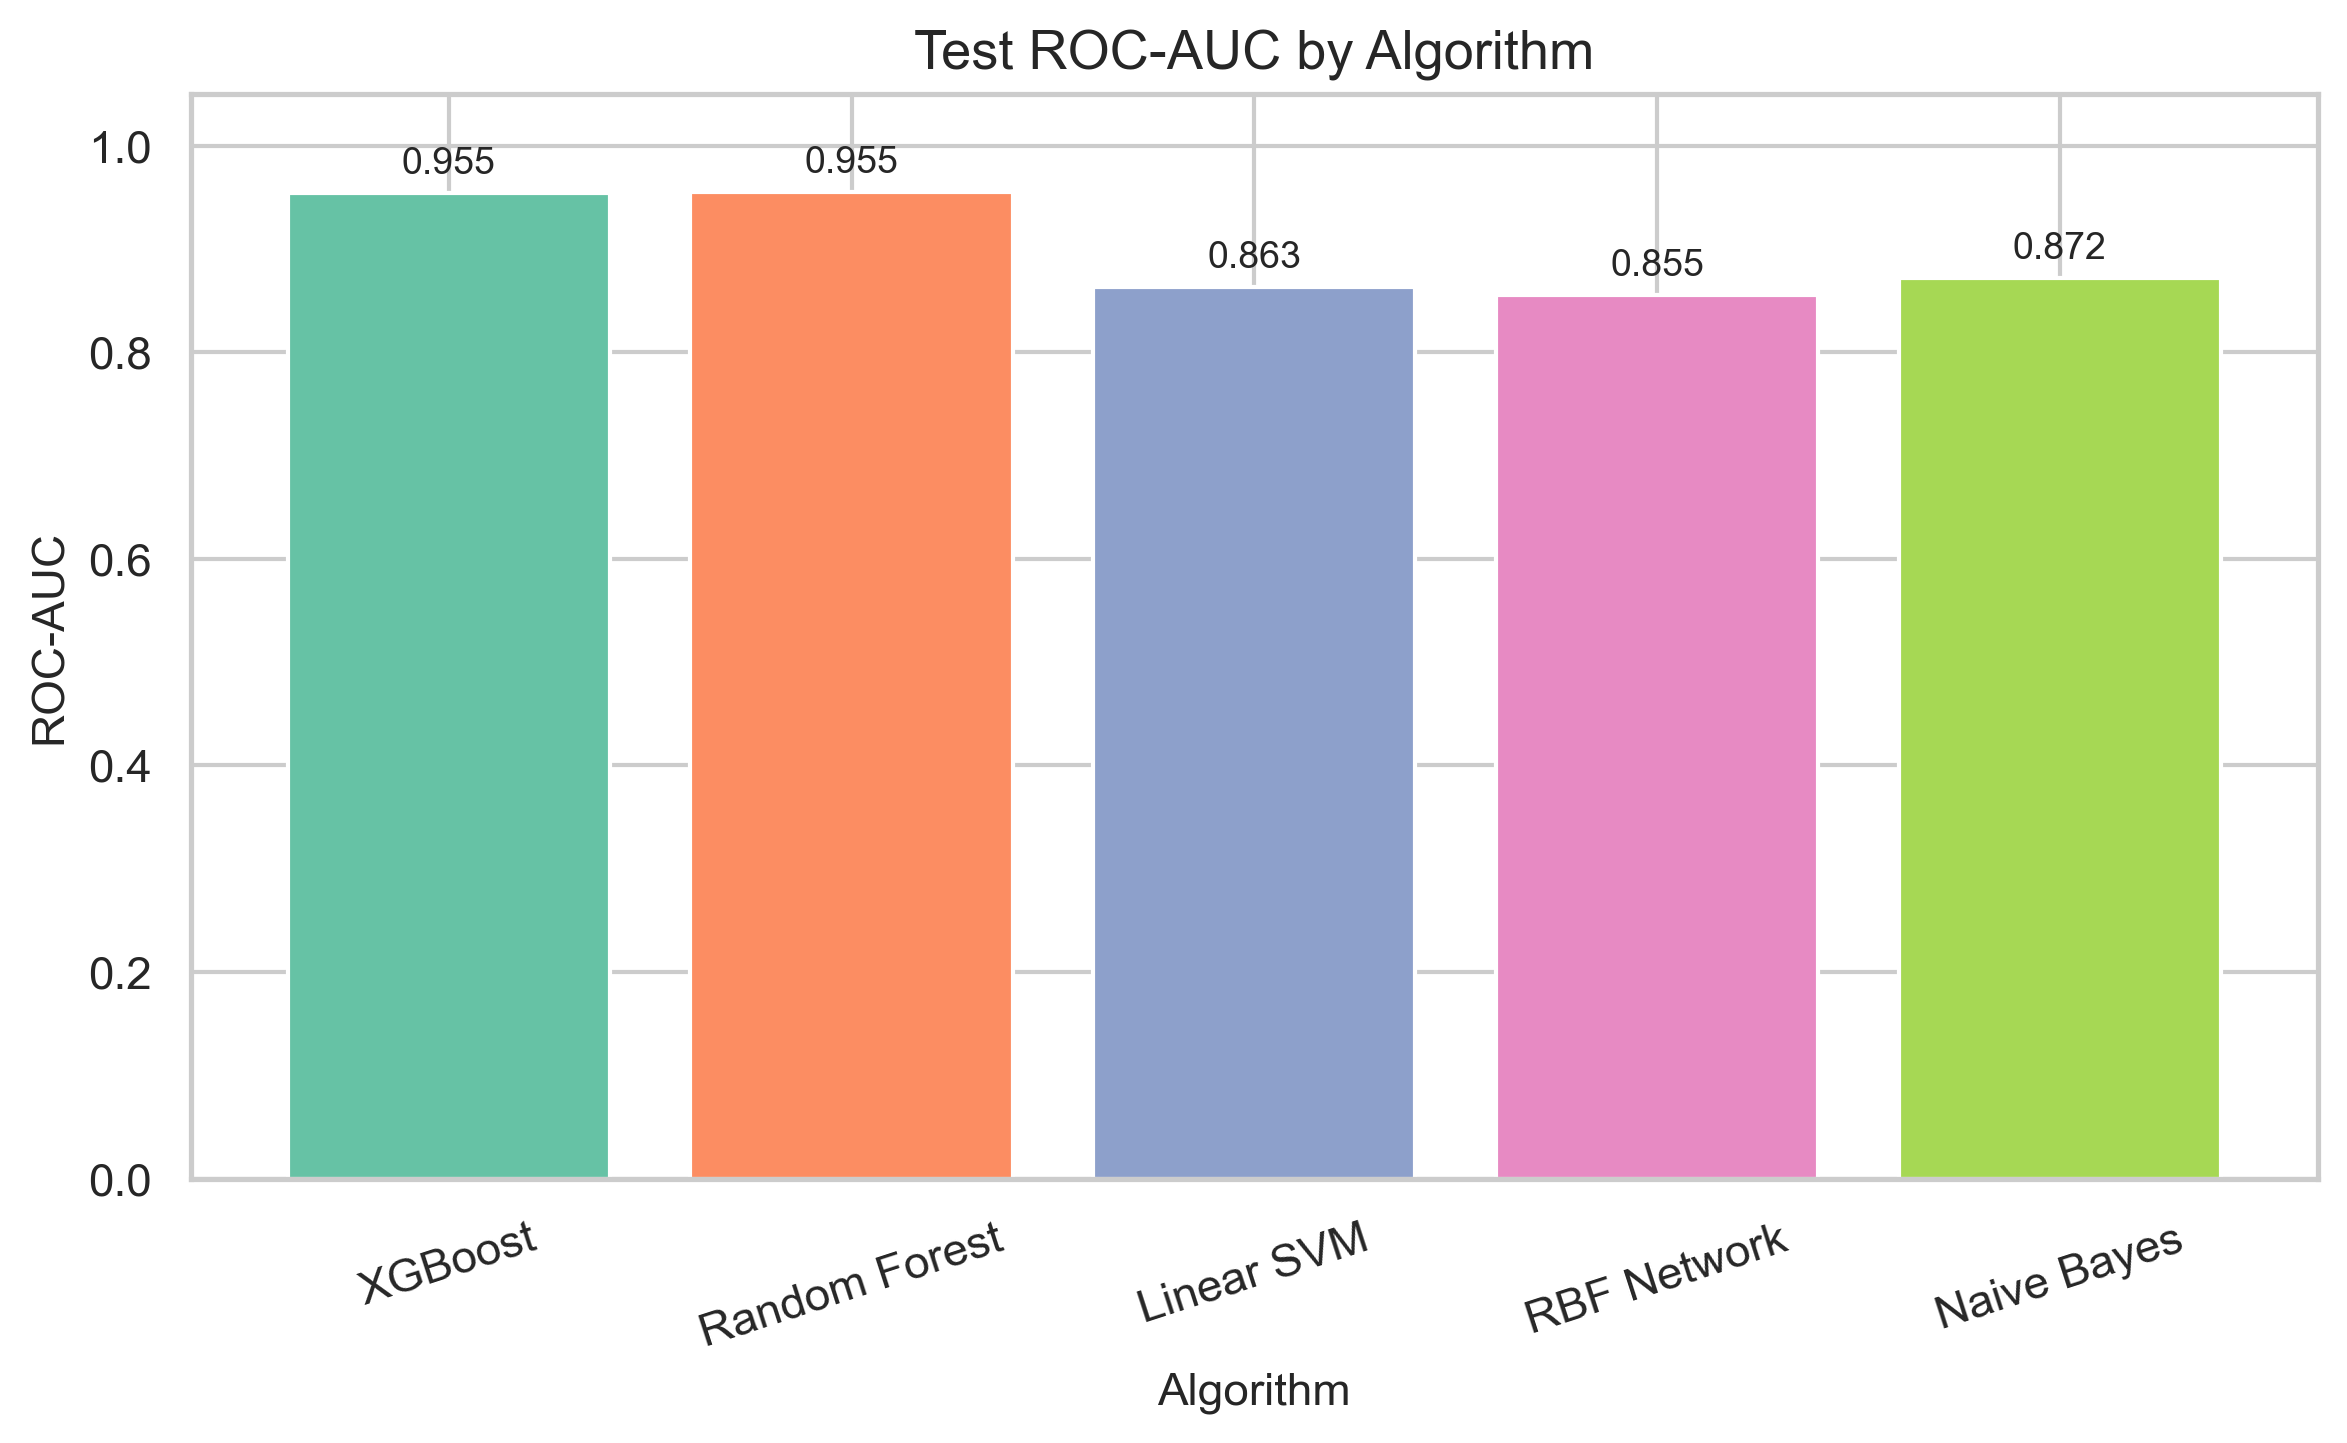 Test ROC-AUC by Algorithm
1.0
0.8
0.6
0.4
0.2
0.0
ROC-AUC
0.955
0.955
0.863
0.855
0.872
XGBoost
Random Forest
Linear SVM
RBF Network
Naive Bayes
Algorithm